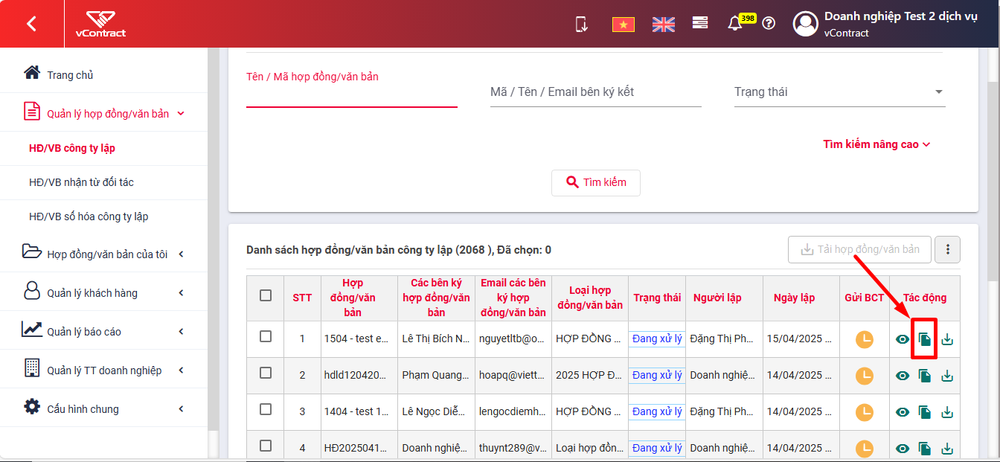 vContract
398
Doanh nghiệp Test 2 dịch vụ
vContract
Trang chủ
Quản lý hợp đồng/văn bản
HĐ/VB công ty lập
HĐ/VB nhận từ đối tác
HĐ/VB số hóa công ty lập
Hợp đồng/văn bản của tôi
Quản lý khách hàng
Quản lý báo cáo
Quản lý TT doanh nghiệp
Cấu hình chung
Tên / Mã hợp đồng/văn bản
Mã / Tên / Email bên ký kết
Trạng thái
Tìm kiếm nâng cao
Tìm kiếm
Danh sách hợp đồng/văn bản công ty lập (2068 ), Đã chọn: 0
Tải hợp đồng/văn bản
STT
Hợp
đồng/văn
bản
Các bên ký
hợp đồng/văn
bản
Email các bên
ký hợp
đồng/văn bản
Loại hợp
đồng/văn bản
Trạng thái
Người lập
Ngày lập
Gửi BCT
Tác động
1 1504 - test e... Lê Thị Bích N... nguyetltb@o... HỢP ĐỒNG ... Đang xử lý Đặng Thị Ph... 15/04/2025 ...
2 hdld120420... Phạm Quang... hoapq@viett... 2025 HỢP Đ... Đang xử lý Doanh nghiệ... 14/04/2025 ...
3 1404 - test 1... Lê Ngọc Diễ... lengocdiemh... HỢP ĐỒNG ... Đang xử lý Đặng Thị Ph... 14/04/2025 ...
4 HĐ2025041... Doanh nghiệ... thuynt289@v... Loại hợp đồn... Đang xử lý Doanh nghiệ... 14/04/2025 ...